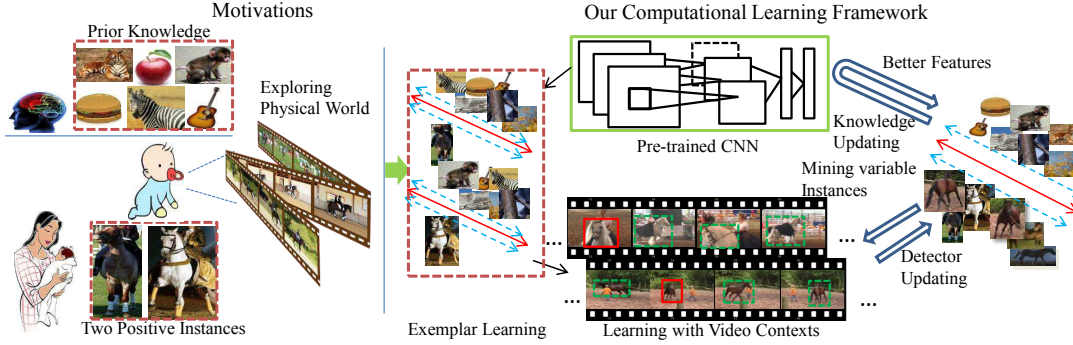 Motivations
Prior Knowledge
Exploring
Physical World
Two Positive Instances
Our Computational Learning Framework
Pre-trained CNN
Better Features
Knowledge
Updating
Mining variable
Instances
Detector
Updating
...
...
...
...
Exemplar Learning
Learning with Video Contexts